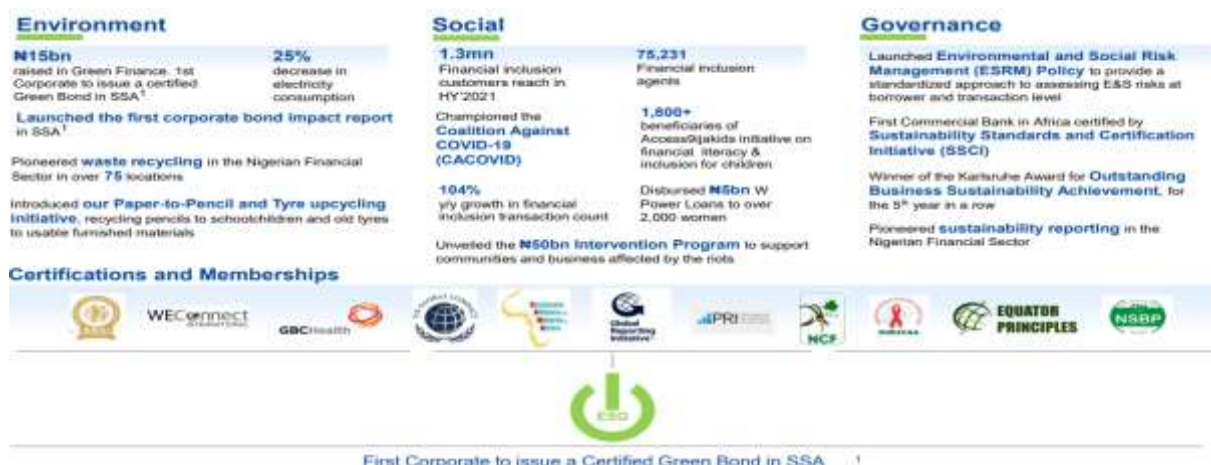 Environment
₦15bn
raised in Green Finance. 1st
Corporate to issue a certified
Green Bond in SSA¹
25%
decrease in
electricity
consumption
Launched the first corporate bond impact report
in SSA¹
Pioneered waste recycling in the Nigerian Financial
Sector in over 75 locations
Introduced our Paper-to-Pencil and Tyre upcycling
initiative, recycling pencils to schoolchildren and old tyres
to usable furnished materials
Social
1.3mn
Financial inclusion
customers reach in
HY'2021
75,231
Financial inclusion
agents
Championed the
Coalition Against
COVID-19
(CACOVID)
1,800+
beneficiaries of
Access9ijakids initiative on
financial literacy &
inclusion for children
104%
y/y growth in financial
inclusion transaction count
Disbursed ₦5bn W
Power Loans to over
2,000 women
Unveiled the ₦50bn Intervention Program to support
communities and business affected by the riots
Governance
Launched Environmental and Social Risk
Management (ESRM) Policy to provide a
standardized approach to assessing E&S risks at
borrower and transaction level
First Commercial Bank in Africa certified by
Sustainability Standards and Certification
Initiative (SSCI)
Winner of the Karlsruhe Award for Outstanding
Business Sustainability Achievement, for
the 5th year in a row
Pioneered sustainability reporting in the
Nigerian Financial Sector
Certifications and Memberships
WEConnect
INTERNATIONAL
GBCHealth
Global
Reporting
Initiative
PRI
NCF
EQUATOR
PRINCIPLES
NSBP
ESG
First Corporate to issue a Certified Green Bond in SSA 1